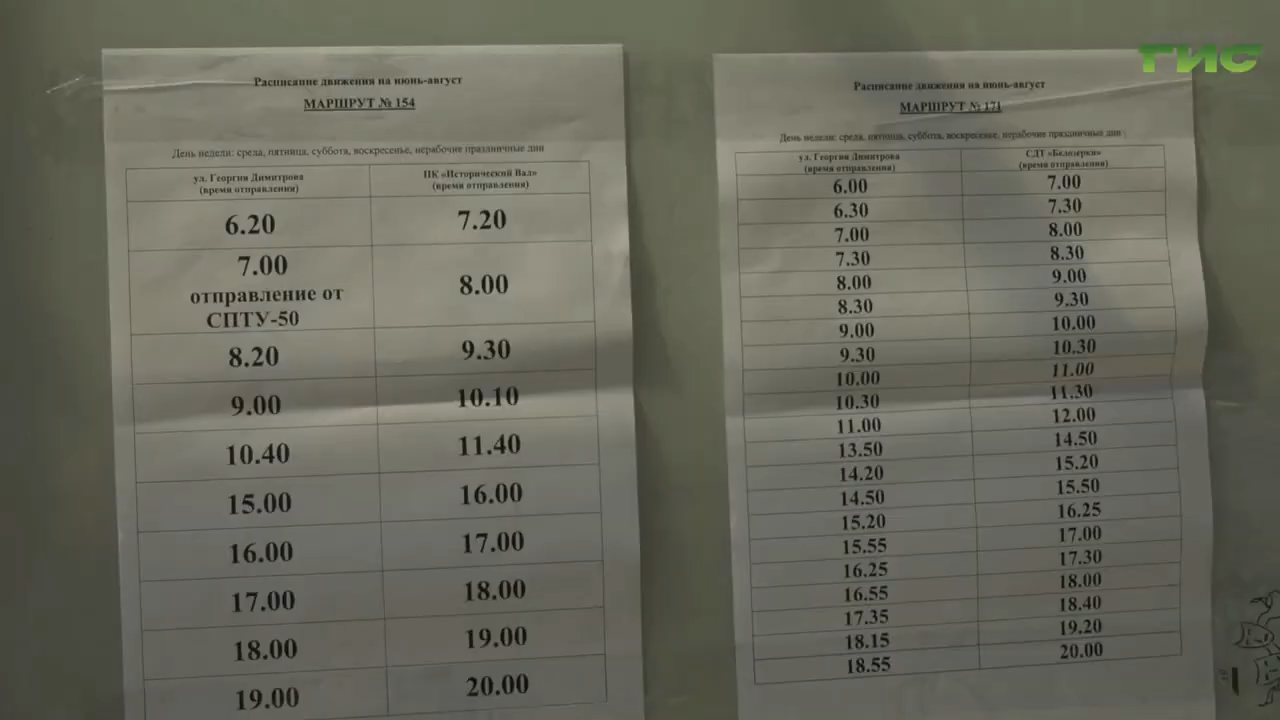 ГИС
Расписание движения на июнь-август
МАРШРУТ № 154
День недели: среда, пятница, суббота, воскресенье, нерабочие праздничные дни
ул. Георгия Димитрова ПК «Исторический Вал»
(время отправления) (время отправления)
6.20 7.20
7.00
отправление от 8.00
СПТУ-50
8.20 9.30
9.00 10.10
10.40 11.40
15.00 16.00
16.00 17.00
17.00 18.00
18.00 19.00
19.00 20.00
Расписание движения на июнь-август
МАРШРУТ № 171
День недели: среда, пятница, суббота, воскресенье, нерабочие праздничные дни
ул. Георгия Димитрова СДТ «Белозерки»
(время отправления) (время отправления)
6.00 7.00
6.30 7.30
7.00 8.00
7.30 8.30
8.00 9.00
8.30 9.30
9.00 10.00
9.30 10.30
10.00 11.00
10.30 11.30
11.00 12.00
13.50 14.50
14.20 15.20
14.50 15.50
15.20 16.25
15.55 17.00
16.25 17.30
16.55 18.00
17.35 18.40
18.15 19.20
18.55 20.00